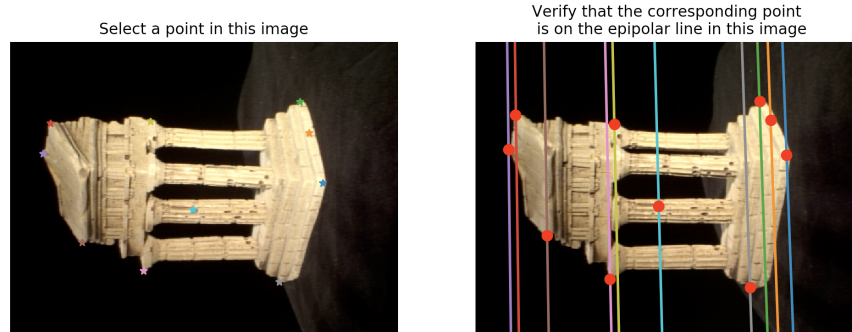 Select a point in this image
Verify that the corresponding point
is on the epipolar line in this image